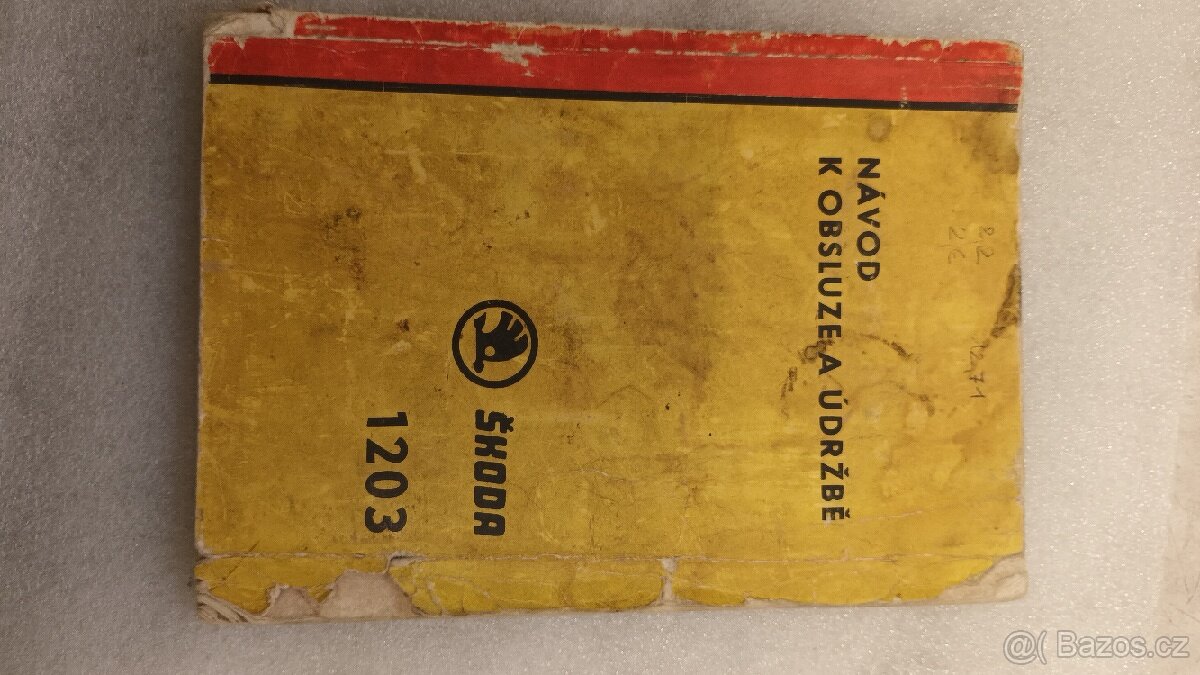 NÁVOD
K OBSLUZE A ÚDRŽBĚ
ŠKODA
1203
@( Bazos.cz